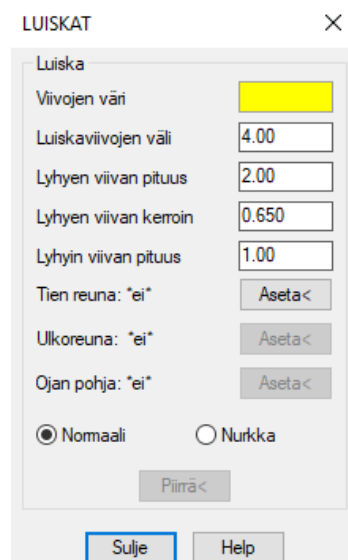 LUISKAT
Luiska
Viivojen väri
Luiskaviivojen väli 4.00
Lyhyen viivan pituus 2.00
Lyhyen viivan kerroin 0.650
Lyhyin viivan pituus 1.00
Tien reuna: *ei* Aseta<
Ulkoreuna: *ei* Aseta<
Ojan pohja: *ei* Aseta<
Normaali Nurkka
Piirrä<
Sulje Help